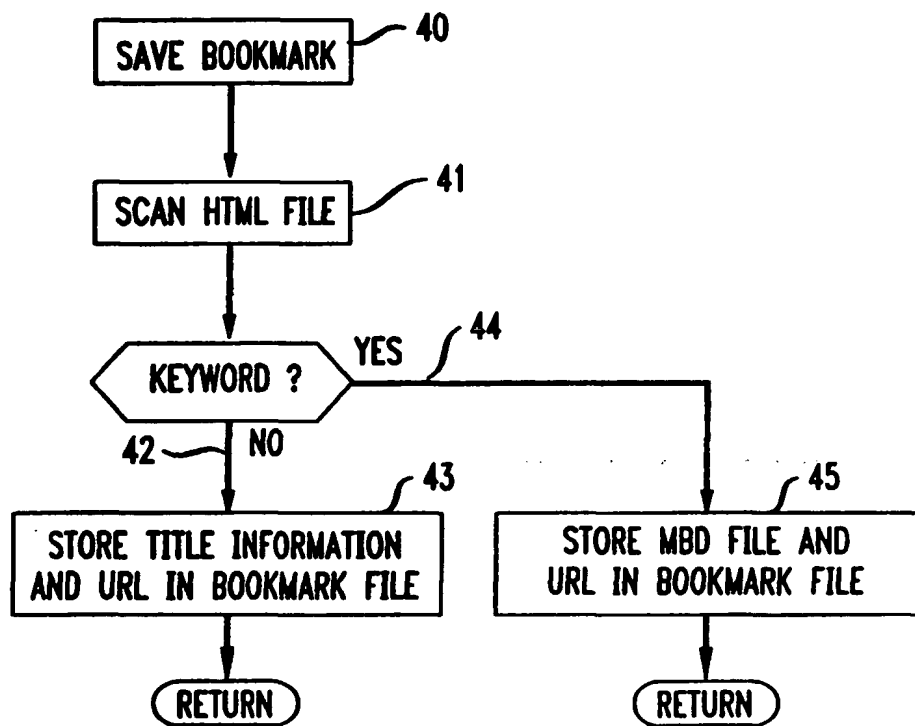 40
SAVE BOOKMARK
41
SCAN HTML FILE
44
YES
KEYWORD ?
42
NO
43
STORE TITLE INFORMATION
AND URL IN BOOKMARK FILE
45
STORE MBD FILE AND
URL IN BOOKMARK FILE
RETURN
RETURN